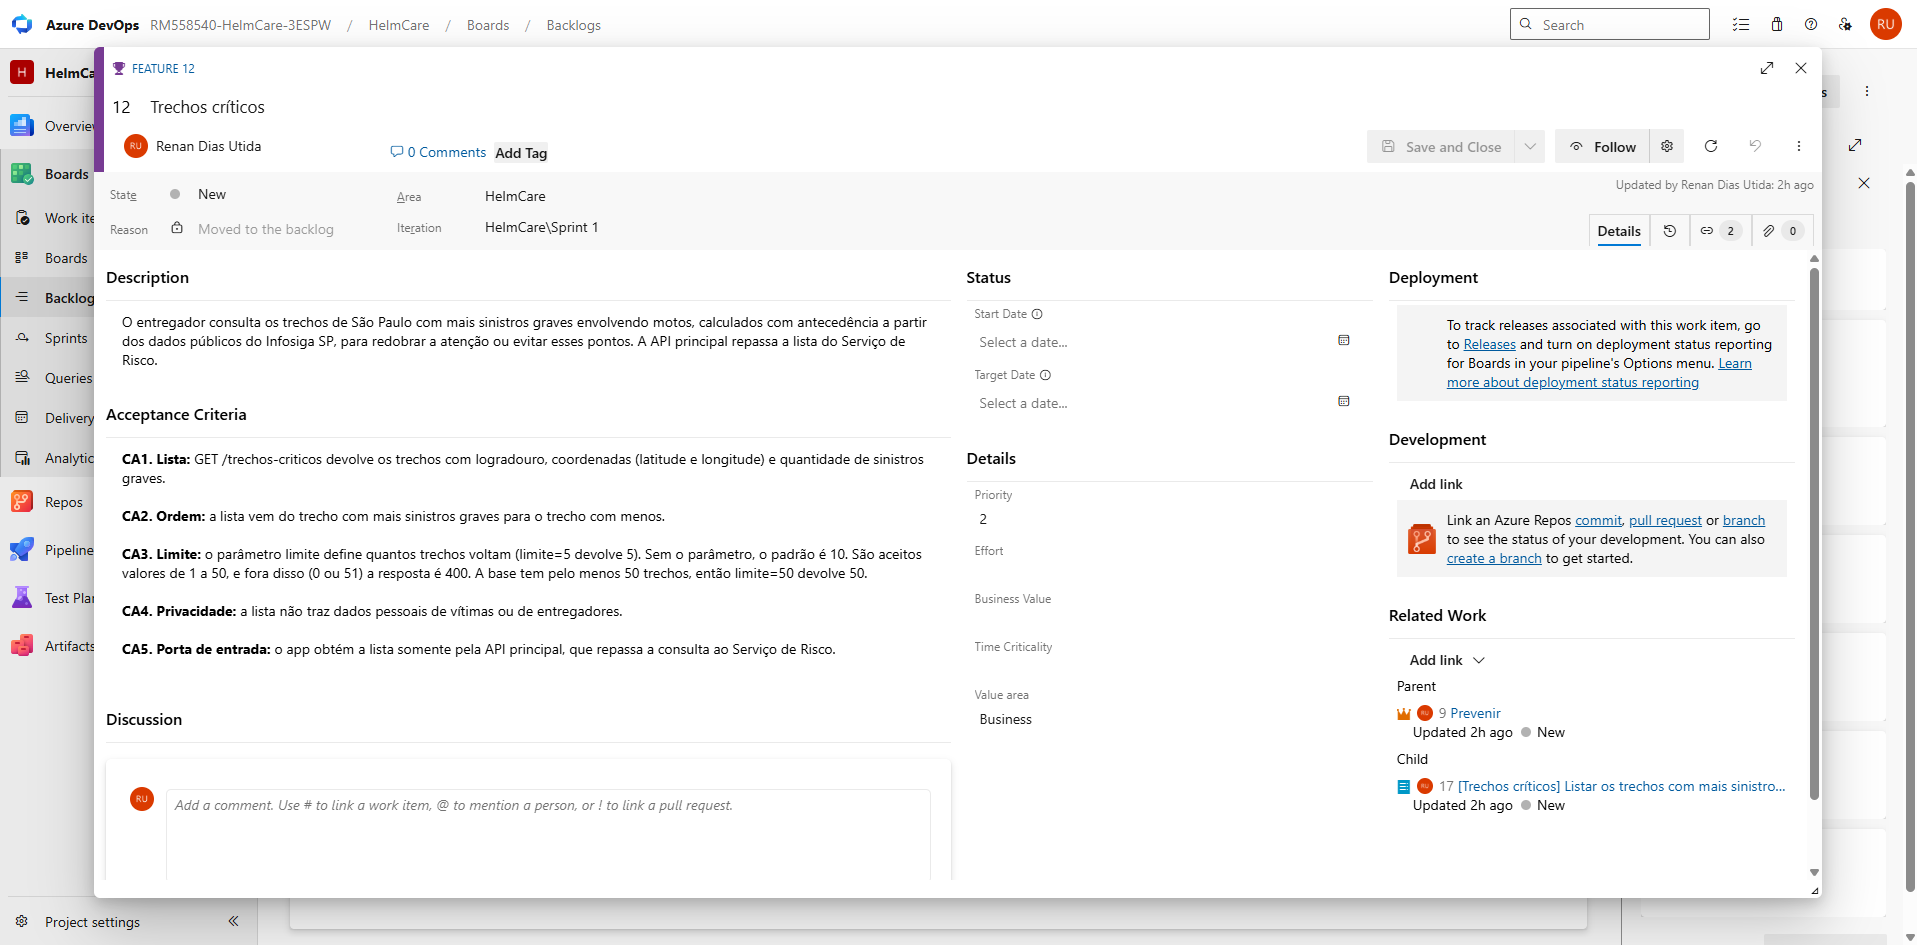 Azure DevOps RM558540-HelmCare-3ESPW / HelmCare / Boards / Backlogs
Search
RU
H HelmCa
Overview
Boards
Work ite
Boards
Backlog
Sprints
Queries
Delivery
Analytic
Repos
Pipeline
Test Plan
Artifacts
Project settings
FEATURE 12
12 Trechos críticos
RU Renan Dias Utida
0 Comments Add Tag
Save and Close
Follow
State New
Area HelmCare
Updated by Renan Dias Utida: 2h ago
Reason Moved to the backlog
Iteration HelmCare\Sprint 1
Details 2 0
Description
O entregador consulta os trechos de São Paulo com mais sinistros graves envolvendo motos, calculados com antecedência a partir
dos dados públicos do Infosiga SP, para redobrar a atenção ou evitar esses pontos. A API principal repassa a lista do Serviço de
Risco.
Acceptance Criteria
CA1. Lista: GET /trechos-criticos devolve os trechos com logradouro, coordenadas (latitude e longitude) e quantidade de sinistros
graves.
CA2. Ordem: a lista vem do trecho com mais sinistros graves para o trecho com menos.
CA3. Limite: o parâmetro limite define quantos trechos voltam (limite=5 devolve 5). Sem o parâmetro, o padrão é 10. São aceitos
valores de 1 a 50, e fora disso (0 ou 51) a resposta é 400. A base tem pelo menos 50 trechos, então limite=50 devolve 50.
CA4. Privacidade: a lista não traz dados pessoais de vítimas ou de entregadores.
CA5. Porta de entrada: o app obtém a lista somente pela API principal, que repassa a consulta ao Serviço de Risco.
Discussion
RU
Add a comment. Use # to link a work item, @ to mention a person, or ! to link a pull request.
Status
Start Date
Select a date...
Target Date
Select a date...
Details
Priority
2
Effort
Business Value
Time Criticality
Value area
Business
Deployment
To track releases associated with this work item, go
to Releases and turn on deployment status reporting
for Boards in your pipeline's Options menu. Learn
more about deployment status reporting
Development
Add link
Link an Azure Repos commit, pull request or branch
to see the status of your development. You can also
create a branch to get started.
Related Work
Add link
Parent
RU 9 Prevenir
Updated 2h ago New
Child
RU 17 [Trechos críticos] Listar os trechos com mais sinistro...
Updated 2h ago New
s